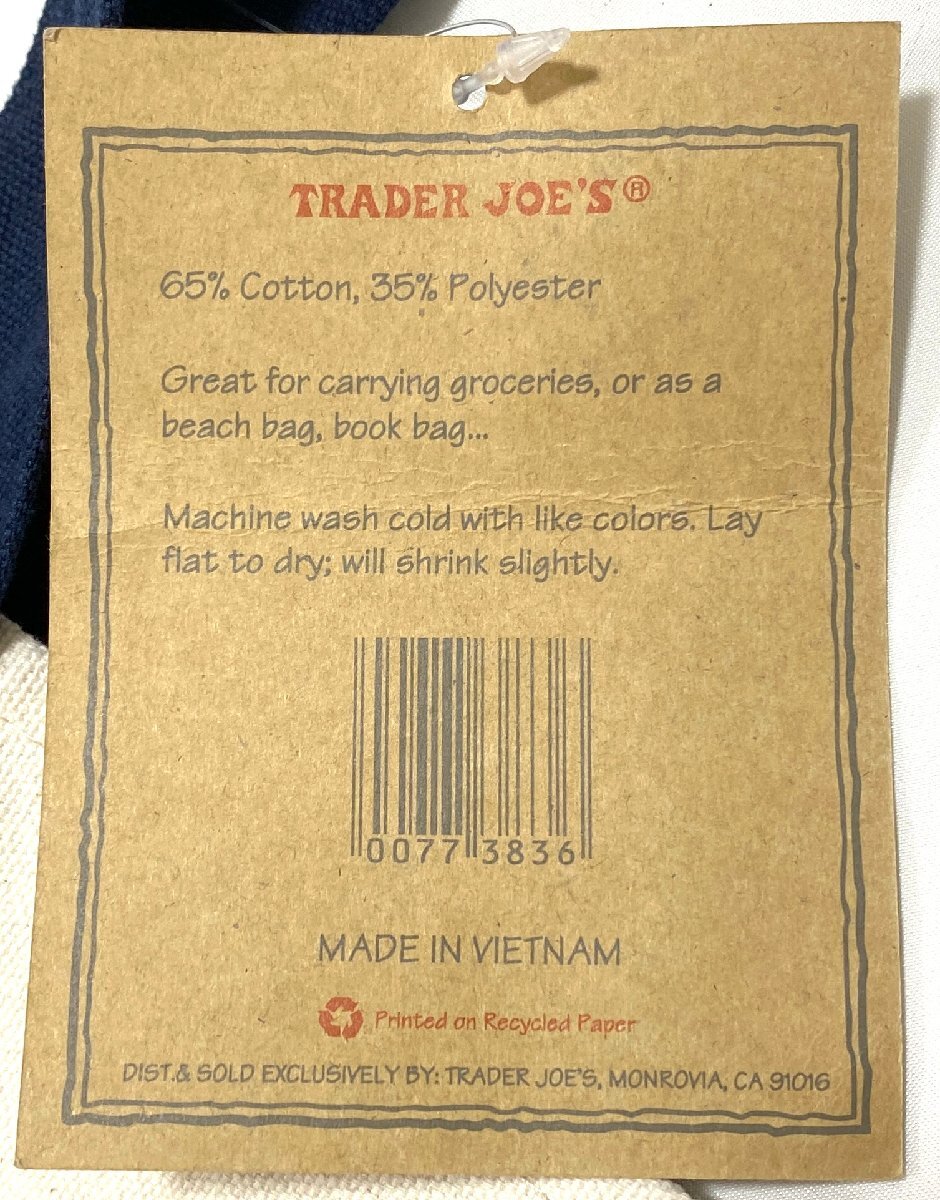 TRADER JOE'S®
65% Cotton, 35% Polyester
Great for carrying groceries, or as a
beach bag, book bag...
Machine wash cold with like colors. Lay
flat to dry; will shrink slightly.
0077 3836
MADE IN VIETNAM
Printed on Recycled Paper
DIST.& SOLD EXCLUSIVELY BY: TRADER JOE'S, MONROVIA, CA 91016